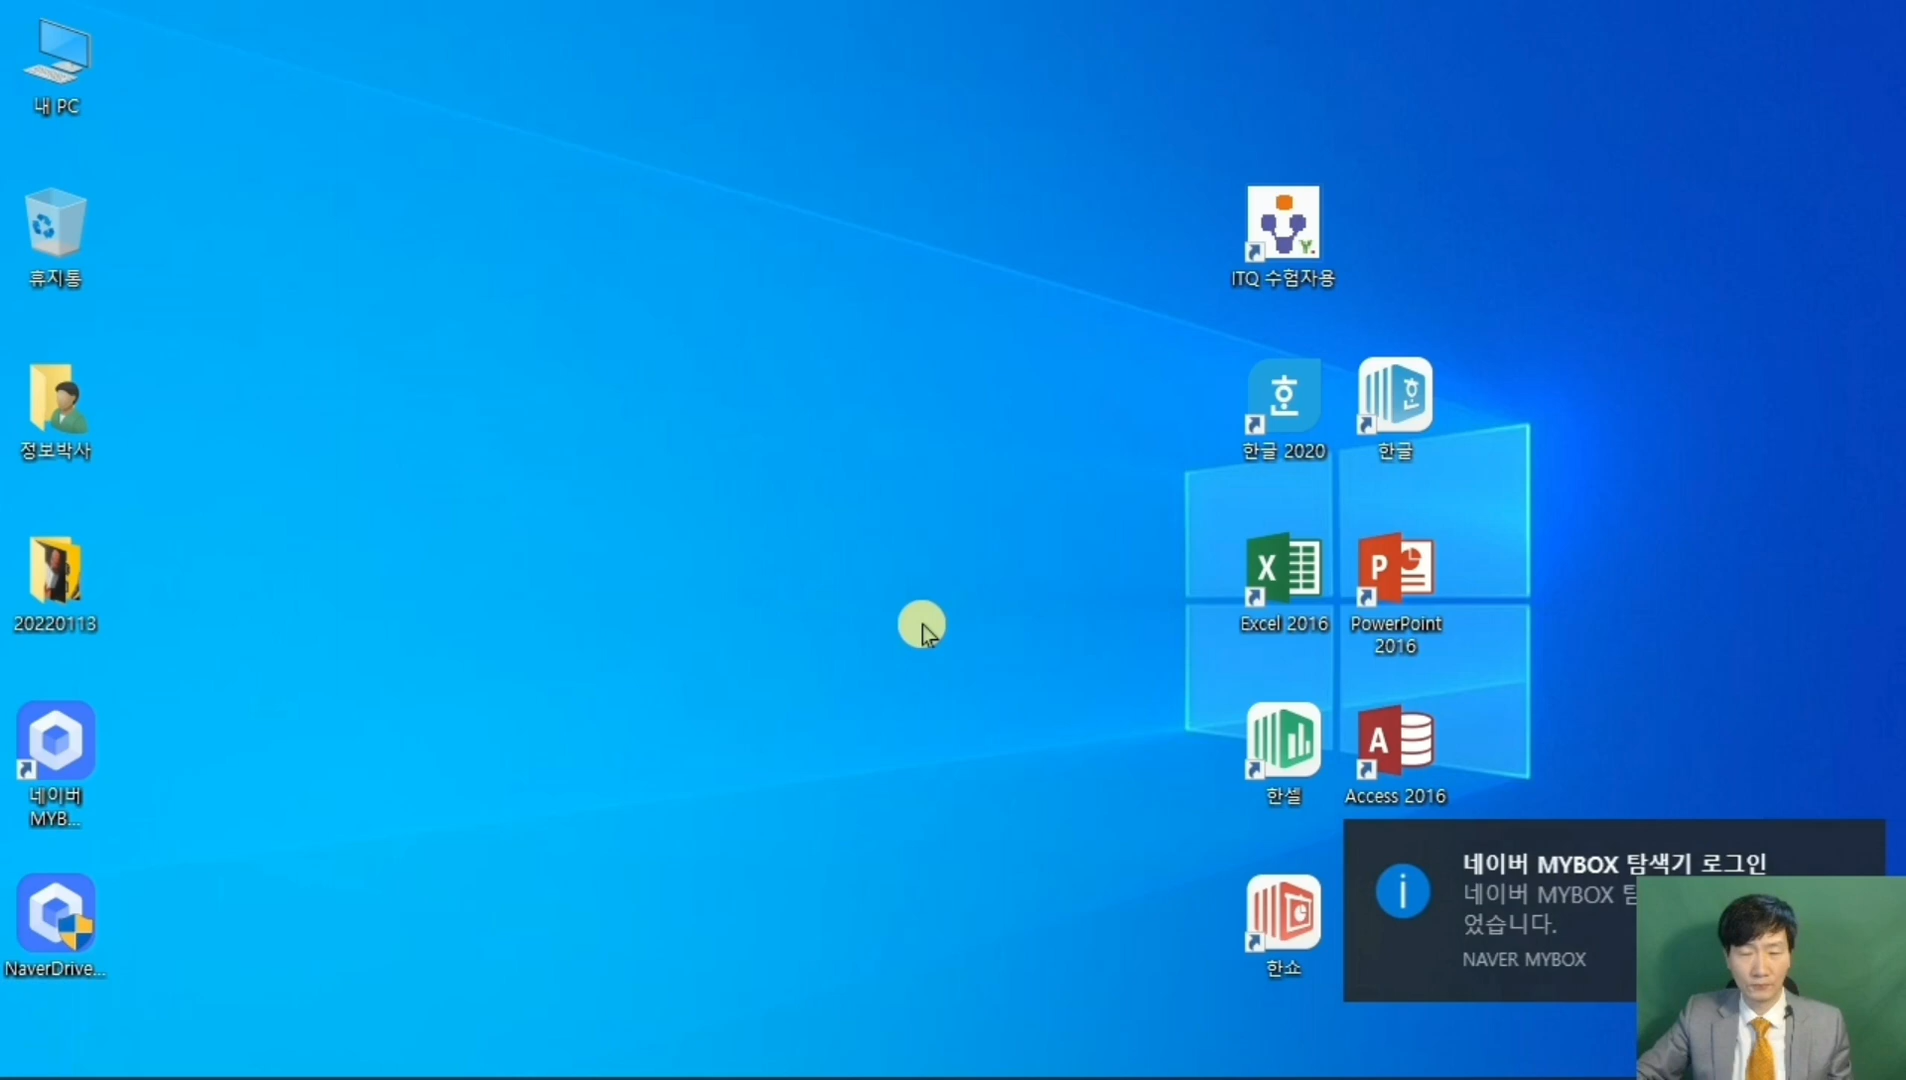 내 PC
휴지통
정보박사
20220113
네이버
MYB...
NaverDrive...
Y.
ITQ 수험자용
호
한글 2020
한글
X
Excel 2016
P
PowerPoint
2016
한셀
A
Access 2016
한쇼
i
네이버 MYBOX 탐색기 로그인
네이버 MYBOX
었습니다.
NAVER MYBOX